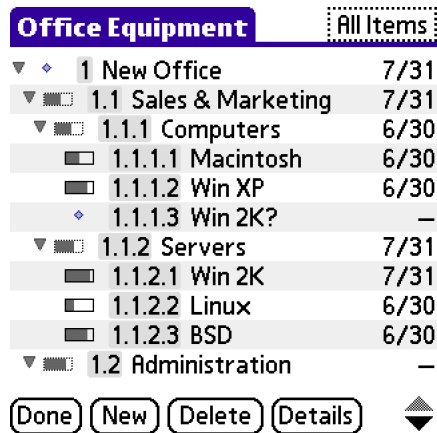 Office Equipment All Items
1 New Office 7/31
1.1 Sales & Marketing 7/31
1.1.1 Computers 6/30
1.1.1.1 Macintosh 6/30
1.1.1.2 Win XP 6/30
1.1.1.3 Win 2K? –
1.1.2 Servers 7/31
1.1.2.1 Win 2K 7/31
1.1.2.2 Linux 6/30
1.1.2.3 BSD 6/30
1.2 Administration –
Done New Delete Details